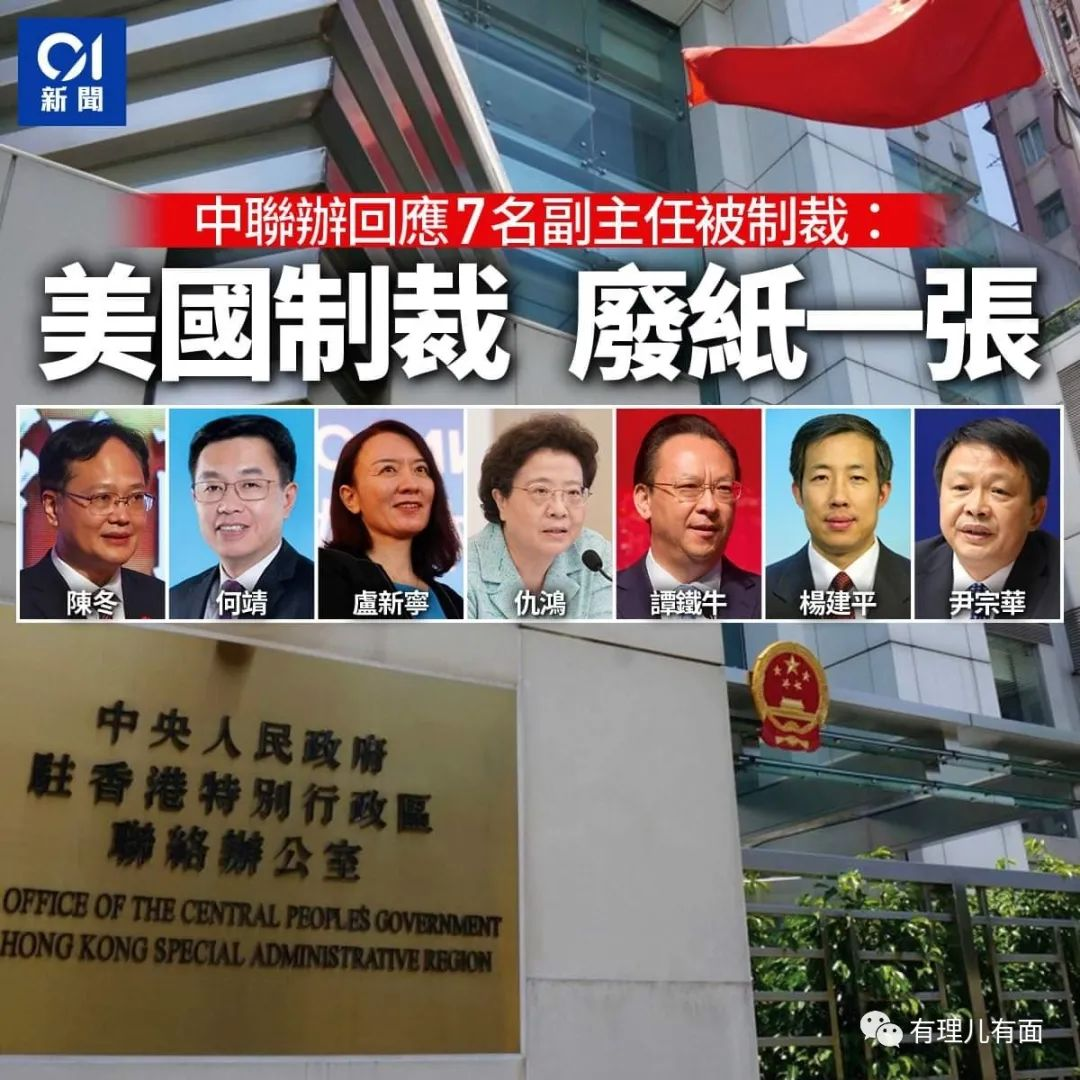 01
新聞
中聯辦回應7名副主任被制裁：
美國制裁 廢紙一張
陳冬
何靖
盧新寧
仇鴻
譚鐵牛
楊建平
尹宗華
中央人民政府
駐香港特別行政區
聯絡辦公室
OFFICE OF THE CENTRAL PEOPLE'S GOVERNMENT
HONG KONG SPECIAL ADMINISTRATIVE REGION
有理儿有面